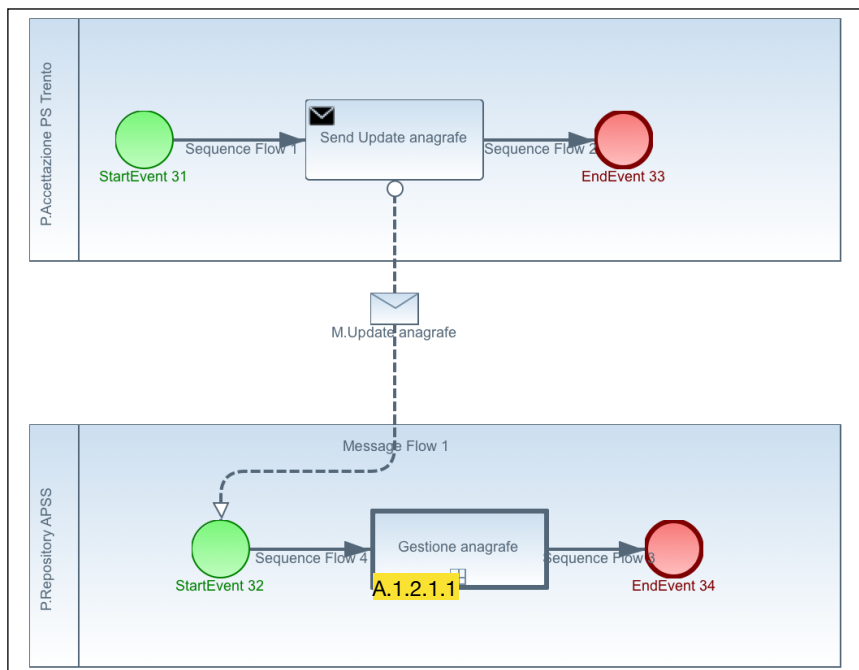 P.Accettazione PS Trento
Sequence Flow 1
Send Update anagrafe
Sequence Flow 2
StartEvent 31
EndEvent 33
M.Update anagrafe
P.Repository APSS
Message Flow 1
Sequence Flow 4
Gestione anagrafe
Sequence Flow 3
StartEvent 32
A.1.2.1.1
EndEvent 34